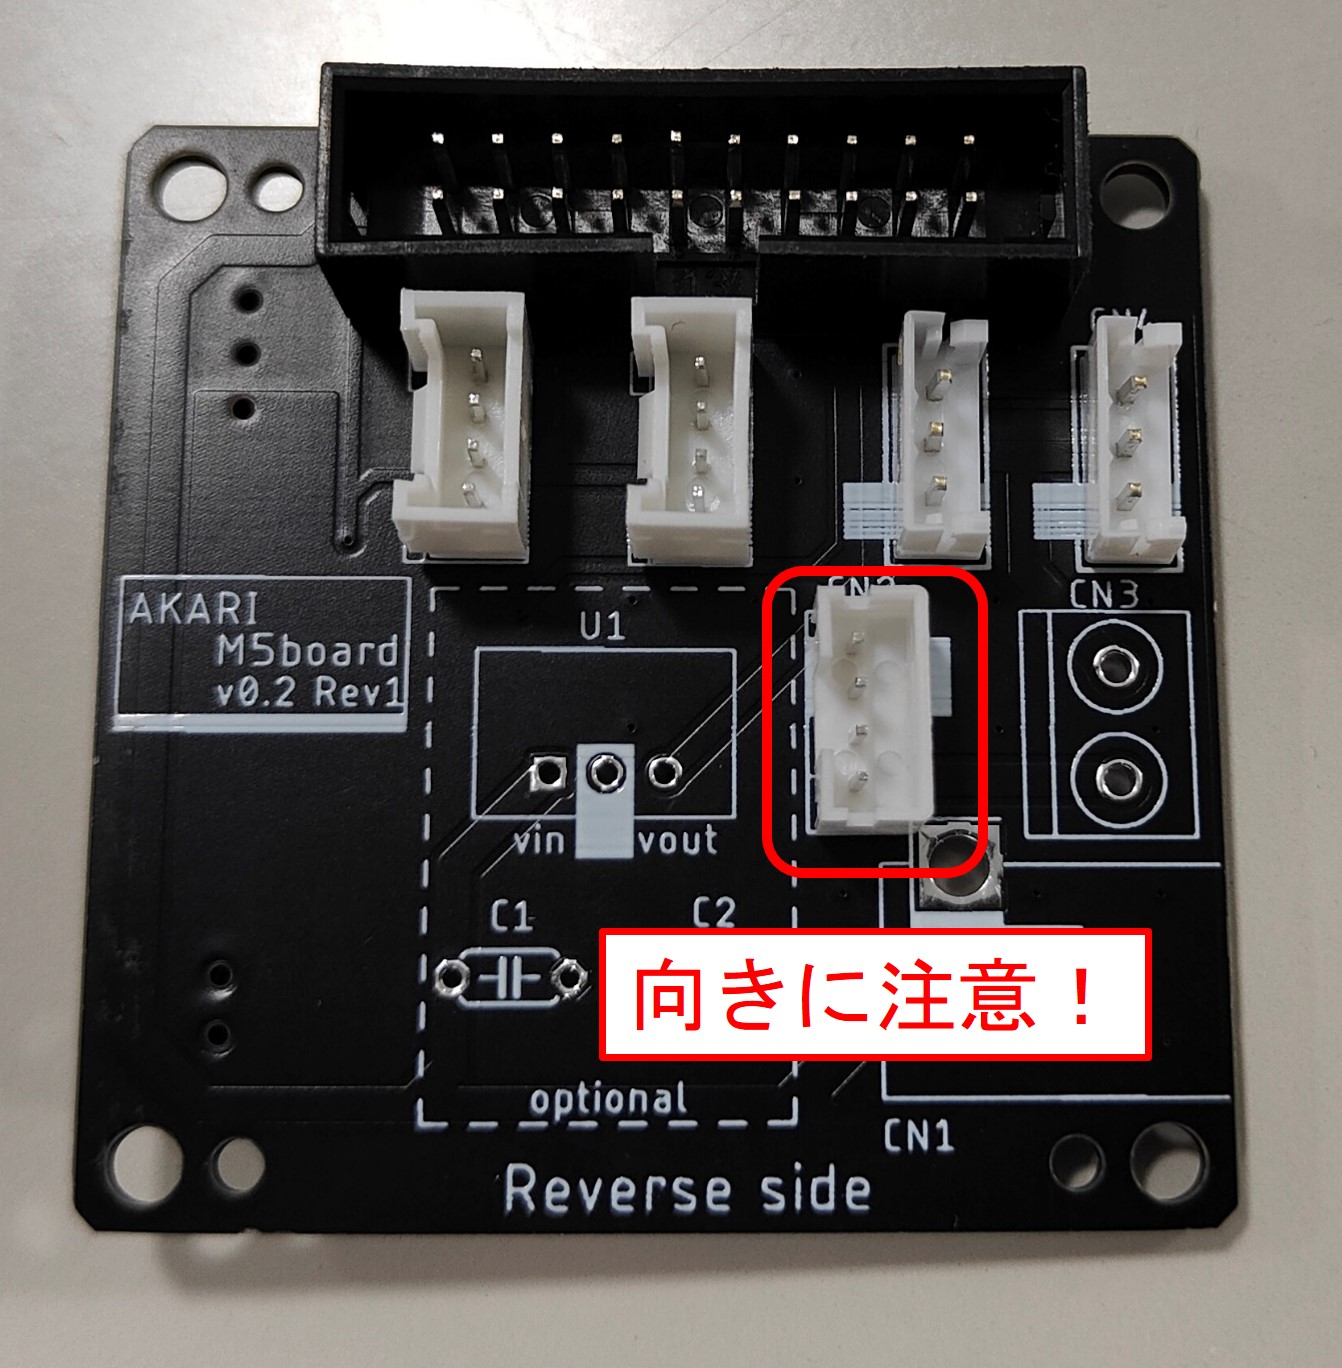 AKARI
M5board
v0.2 Rev1
U1
CN3
vin
vout
C1
C2
向きに注意！
optional
CN1
Reverse side